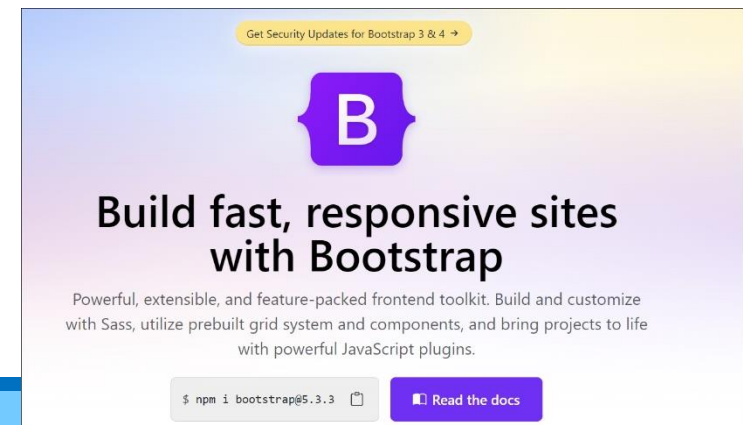 Get Security Updates for Bootstrap 3 & 4 →
B
Build fast, responsive sites
with Bootstrap
Powerful, extensible, and feature-packed frontend toolkit. Build and customize
with Sass, utilize prebuilt grid system and components, and bring projects to life
with powerful JavaScript plugins.
$ npm i bootstrap@5.3.3 Read the docs